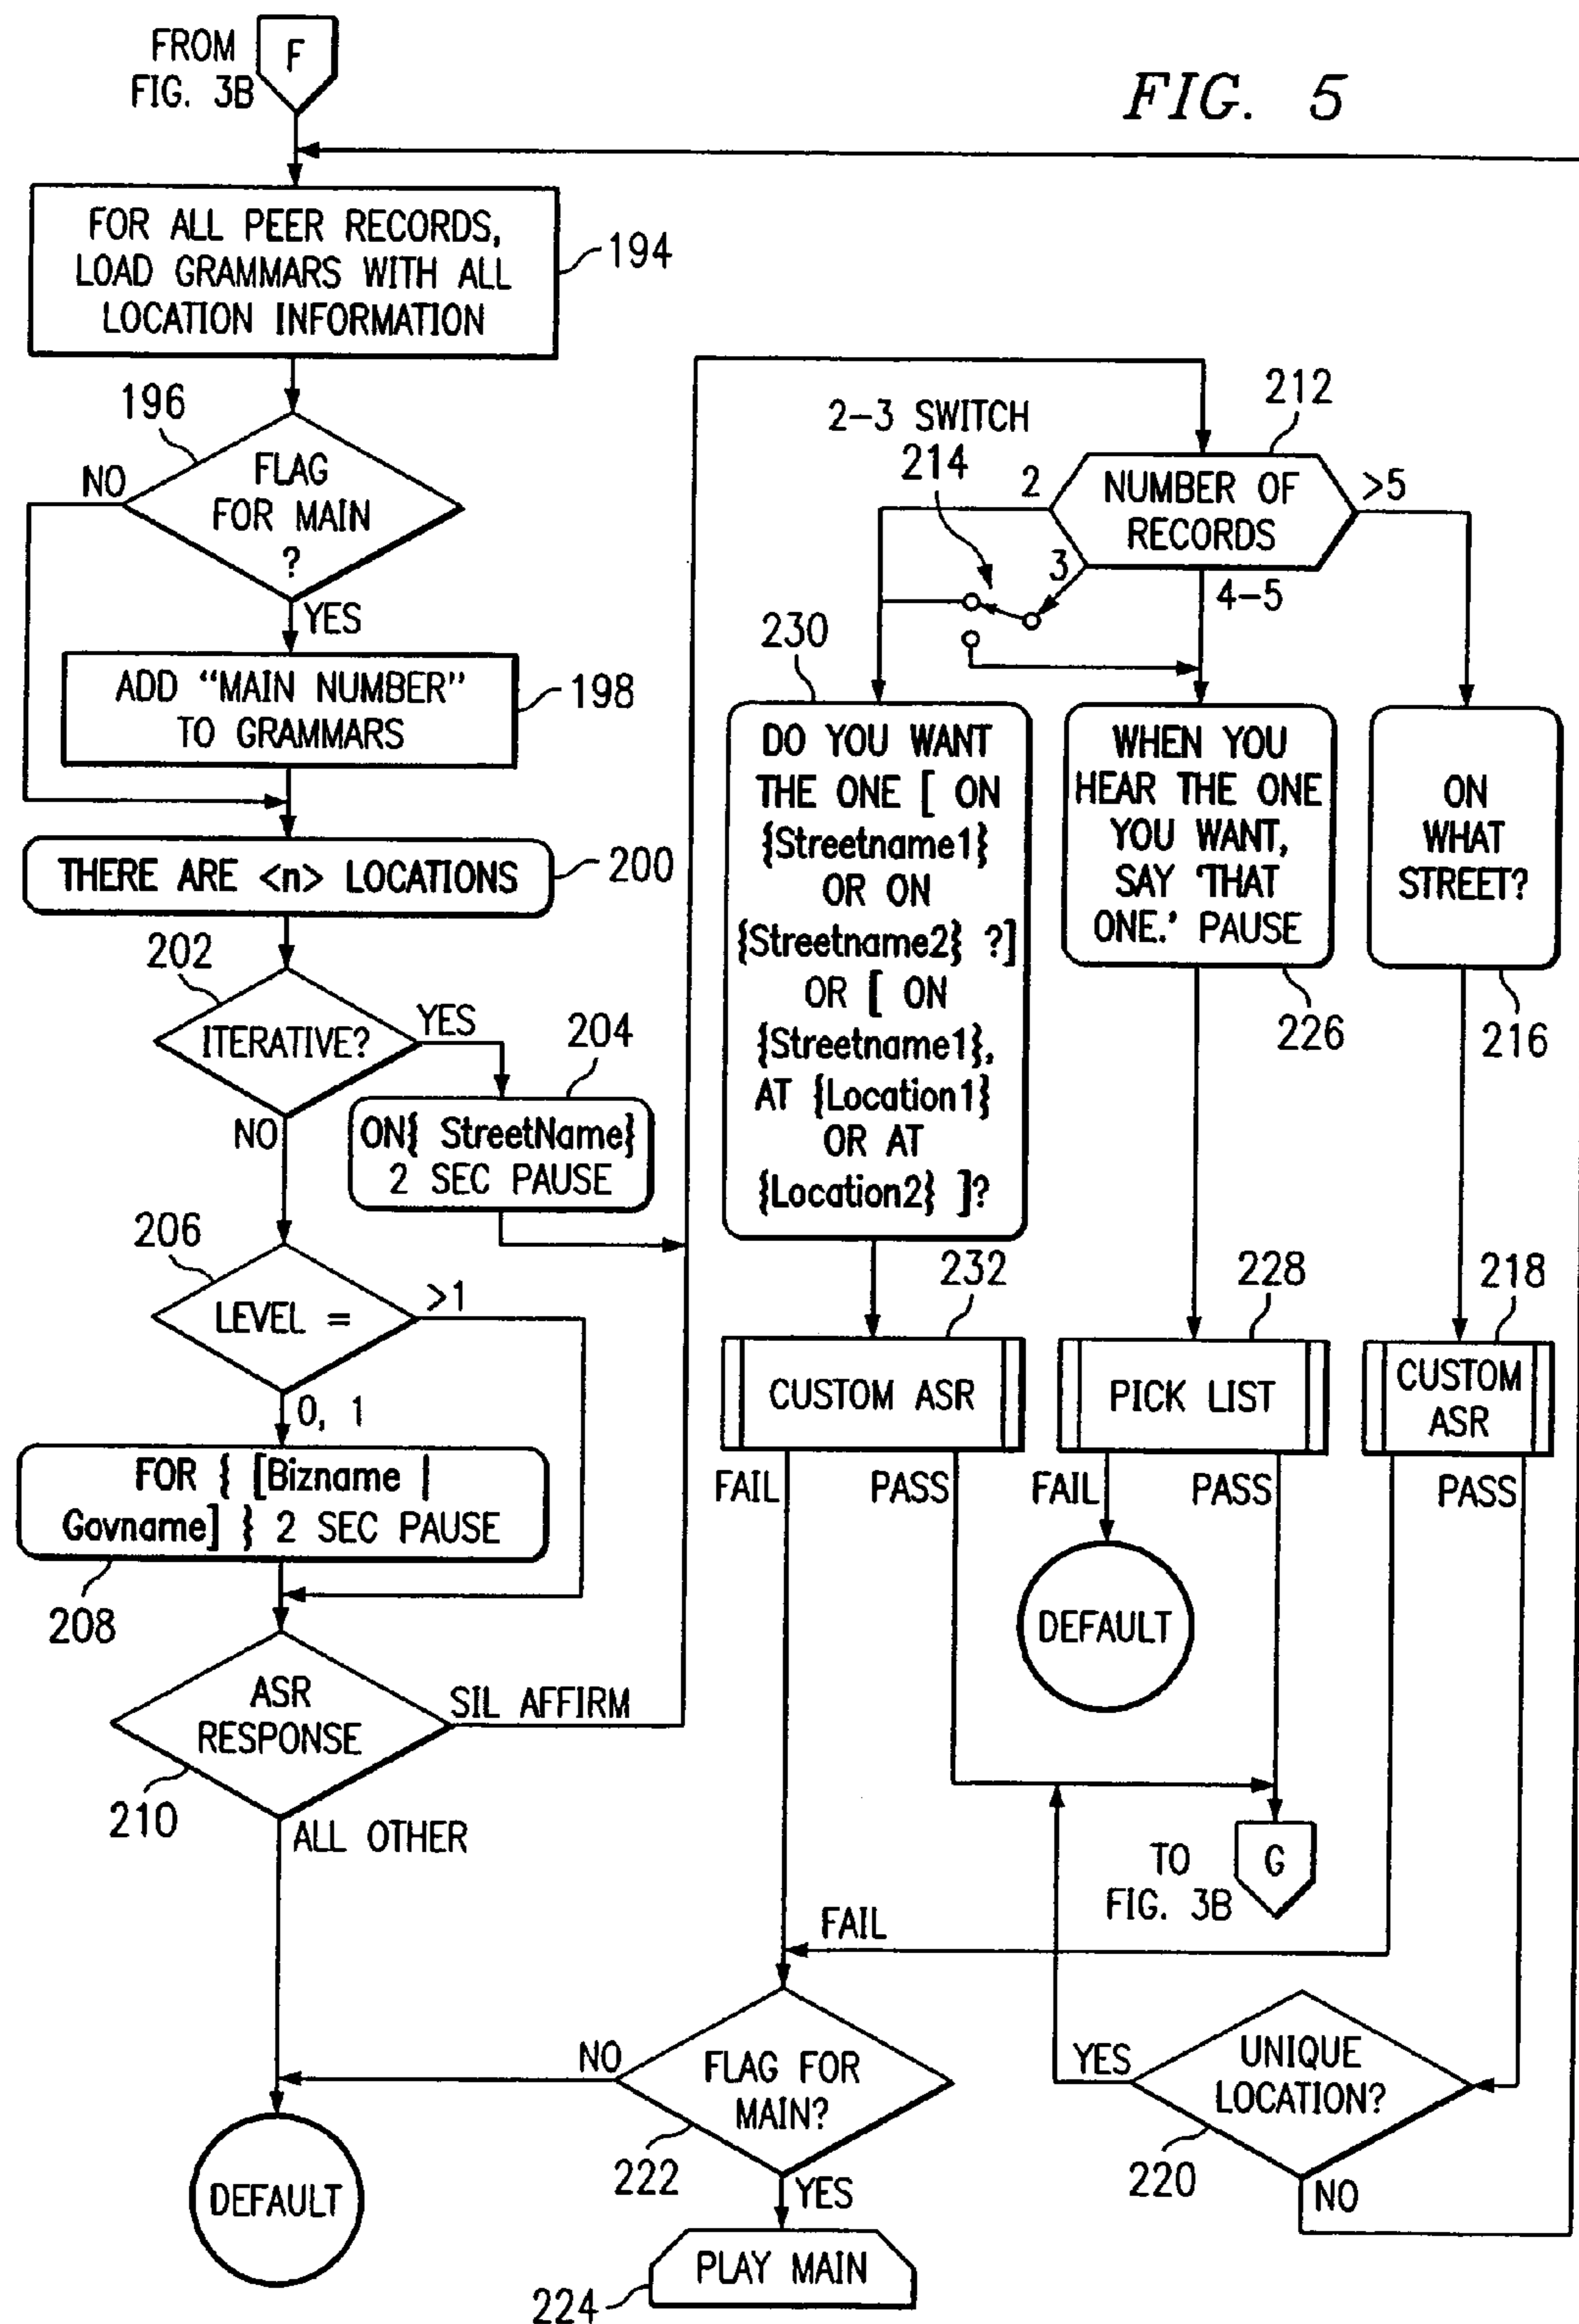 FROM
FIG. 3B
F
FIG. 5
FOR ALL PEER RECORDS,
LOAD GRAMMARS WITH ALL
LOCATION INFORMATION
194
196
FLAG
FOR MAIN
?
NO
YES
ADD “MAIN NUMBER”
TO GRAMMARS
198
THERE ARE <n> LOCATIONS
200
202
ITERATIVE?
YES
NO
204
ON{ StreetName}
2 SEC PAUSE
206
LEVEL =
>1
0, 1
FOR { [Bizname |
Govname] } 2 SEC PAUSE
208
ASR
RESPONSE
SIL AFFIRM
210
ALL OTHER
DEFAULT
2-3 SWITCH
214
212
NUMBER OF
RECORDS
2
3
4-5
>5
230
DO YOU WANT
THE ONE [ ON
{Streetname1}
OR ON
{Streetname2} ?]
OR [ ON
{Streetname1},
AT {Location1}
OR AT
{Location2} ]?
WHEN YOU
HEAR THE ONE
YOU WANT,
SAY ‘THAT
ONE.’ PAUSE
226
ON
WHAT
STREET?
216
232
CUSTOM ASR
FAIL
PASS
228
PICK LIST
FAIL
PASS
218
CUSTOM
ASR
PASS
DEFAULT
TO
FIG. 3B
G
FAIL
FLAG FOR
MAIN?
NO
222
YES
PLAY MAIN
224
UNIQUE
LOCATION?
YES
220
NO